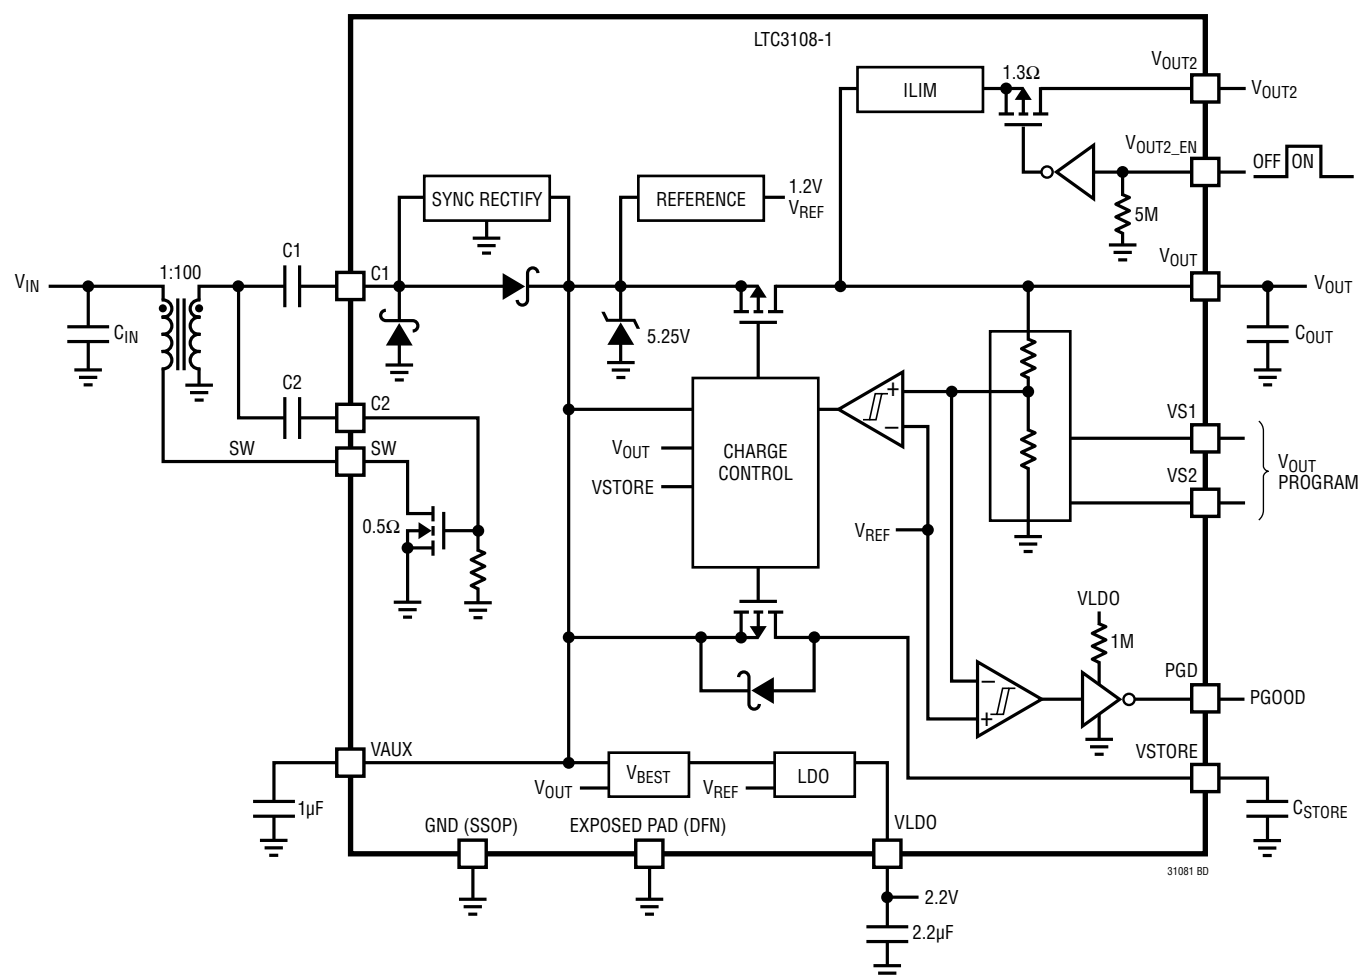 LTC3108-1
VOUT2
1.3Ω
ILIM
VOUT2
VOUT2_EN
OFF ON
5M
SYNC RECTIFY
REFERENCE
1.2V
VREF
C1
1:100
VIN
C1
VOUT
VOUT
CIN
5.25V
COUT
C2
C2
SW
SW
0.5Ω
+
−
VOUT
VSTORE
CHARGE
CONTROL
VREF
VS1
VS2
VOUT
PROGRAM
VLDO
1M
PGD
PGOOD
−
+
VSTORE
VAUX
1µF
VOUT
VBEST
VREF
LDO
CSTORE
GND (SSOP)
EXPOSED PAD (DFN)
VLDO
31081 BD
2.2V
2.2µF